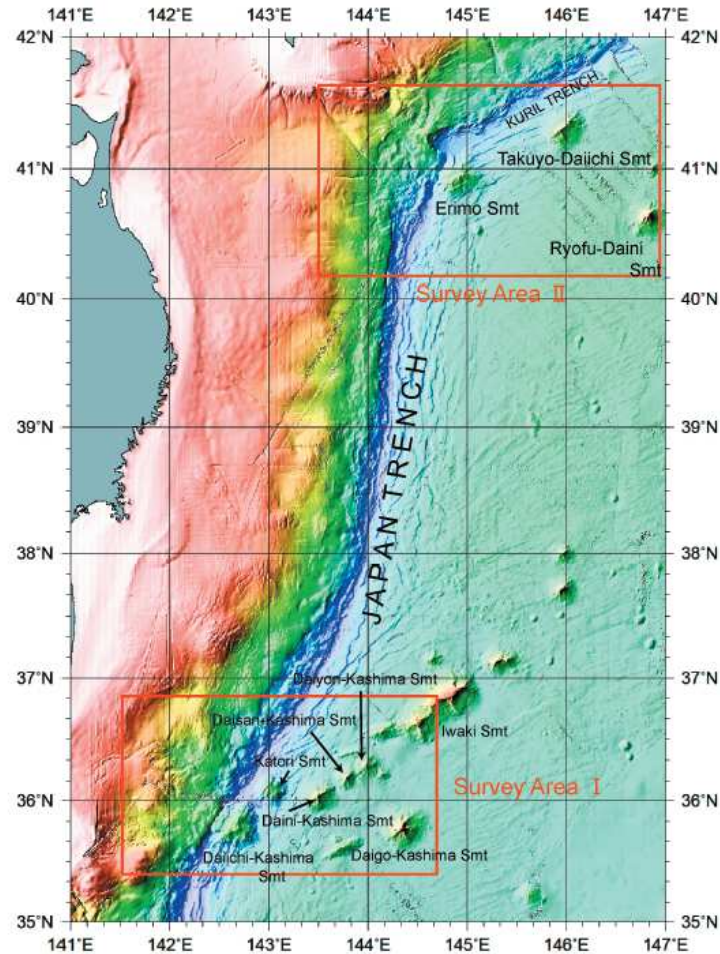 141°E 142°E 143°E 144°E 145°E 146°E 147°E
42°N 42°N
KURIL TRENCH
Takuyo-Daiichi Smt
41°N 41°N
Erimo Smt
Ryofu-Daini
Smt
40°N 40°N
Survey Area Ⅱ
JAPAN TRENCH
39°N 39°N
38°N 38°N
37°N 37°N
Daiyon-Kashima Smt
Daisan-Kashima Smt
Iwaki Smt
Katori Smt
Survey Area Ⅰ
36°N 36°N
Daini-Kashima Smt
Daiichi-Kashima
Smt
Daigo-Kashima Smt
35°N 35°N
141°E 142°E 143°E 144°E 145°E 146°E 147°E